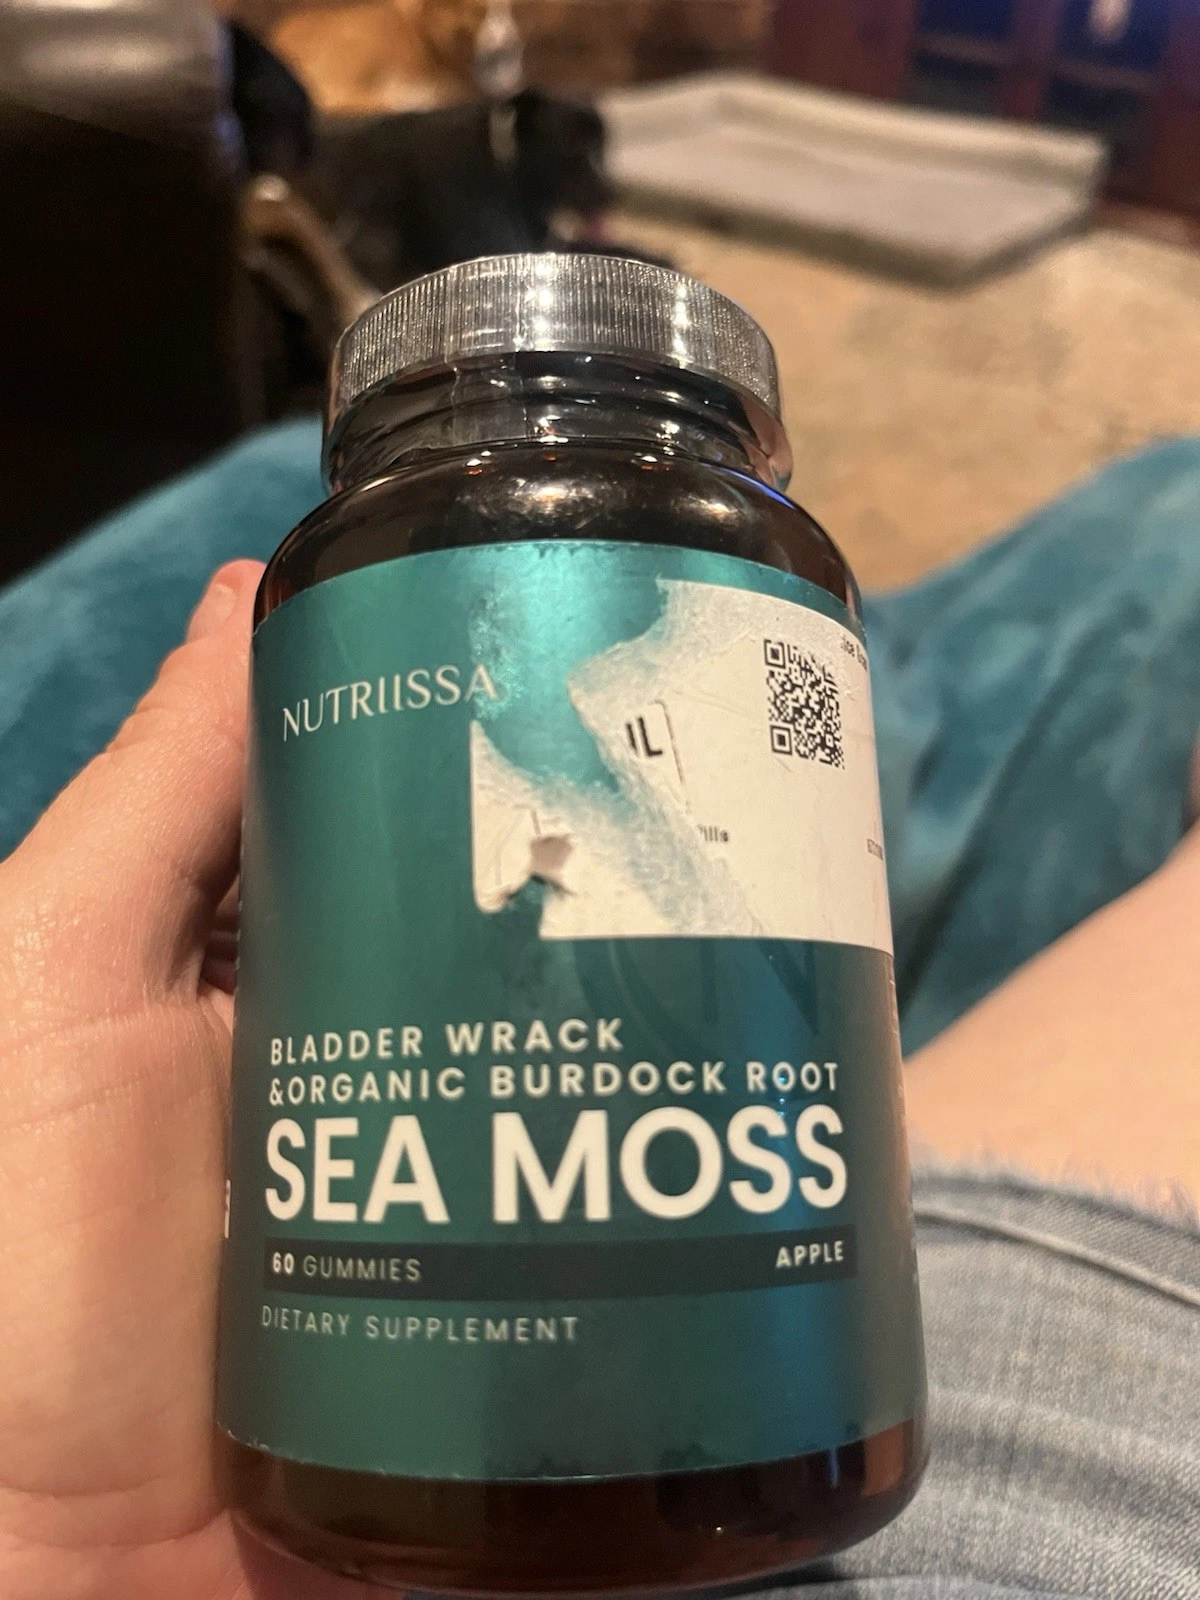 NUTRIISSA
BLADDER WRACK
&ORGANIC BURDOCK ROOT
SEA MOSS
60 GUMMIES
APPLE
DIETARY SUPPLEMENT